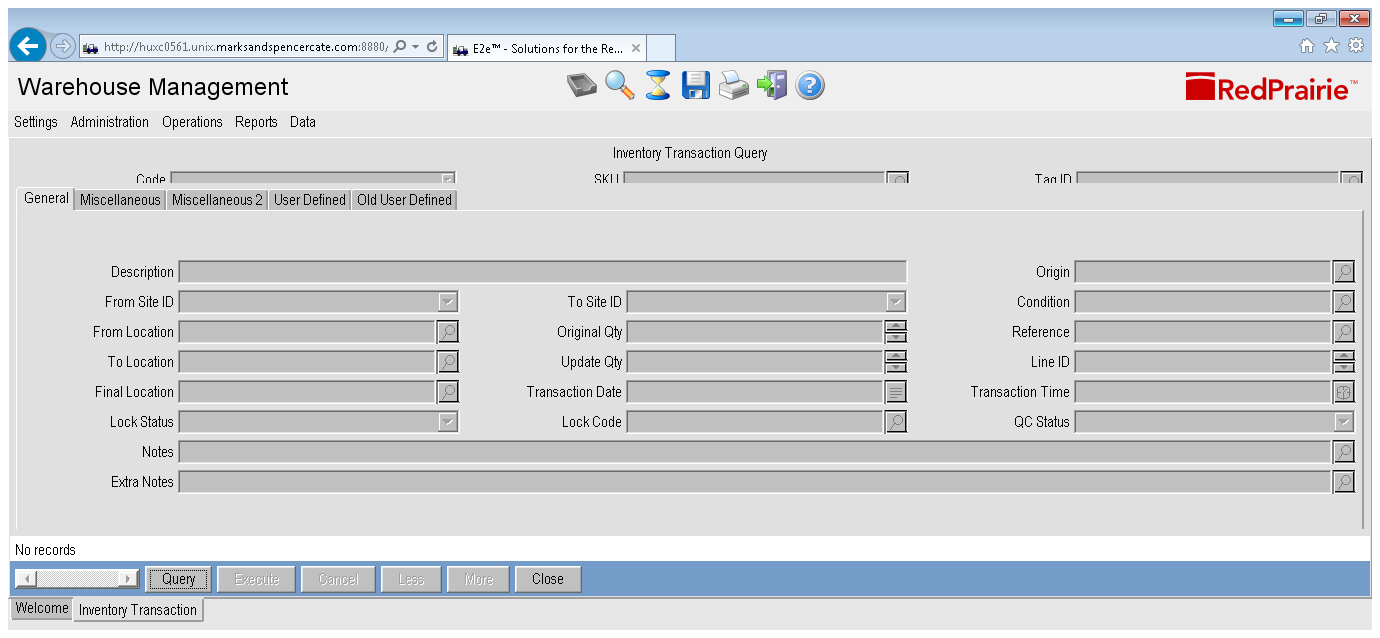 http://huxc0561.unix.marksandspencercate.com:8880/
E2e™ - Solutions for the Re...
Warehouse Management
RedPrairie™
Settings Administration Operations Reports Data
Inventory Transaction Query
Code SKU Tag ID
General Miscellaneous Miscellaneous 2 User Defined Old User Defined
Description Origin
From Site ID To Site ID Condition
From Location Original Qty Reference
To Location Update Qty Line ID
Final Location Transaction Date Transaction Time
Lock Status Lock Code QC Status
Notes
Extra Notes
No records
Query Execute Cancel Less More Close
Welcome Inventory Transaction